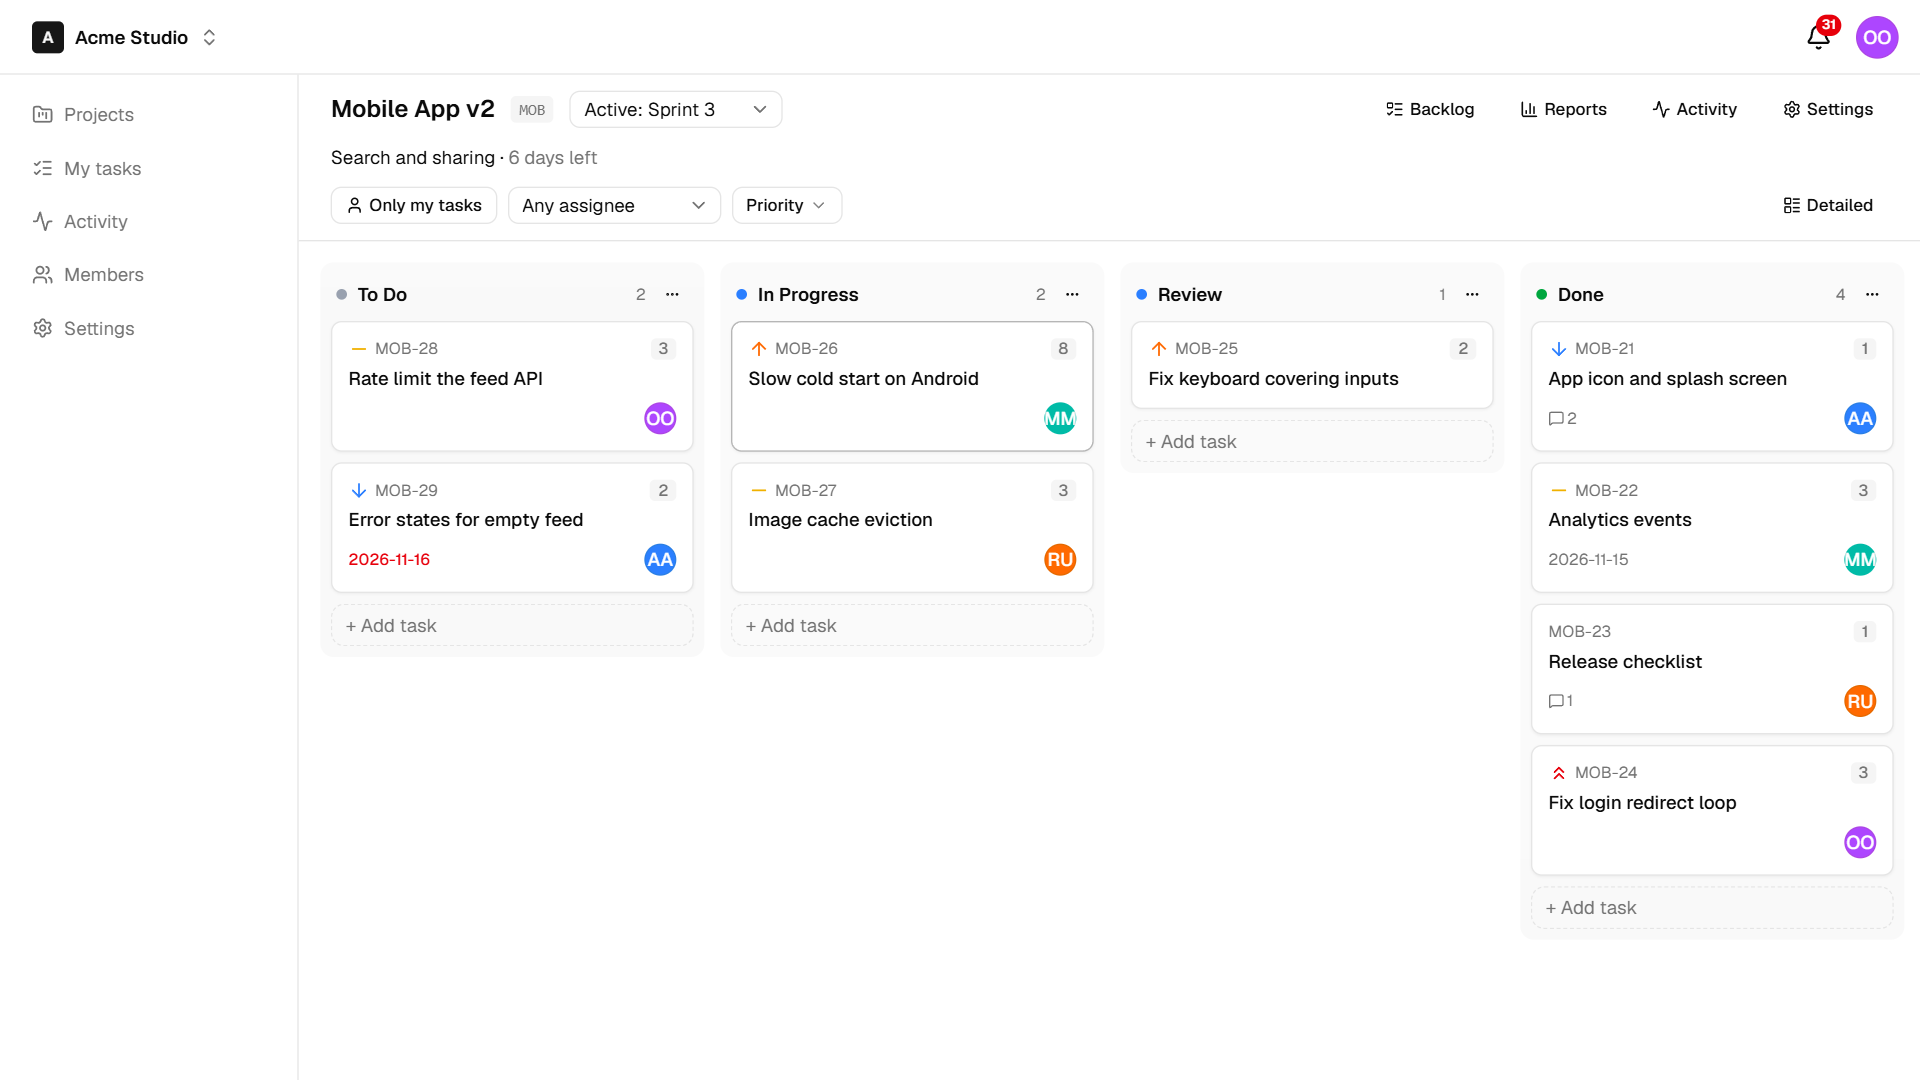 A Acme Studio
31
OO
Projects
My tasks
Activity
Members
Settings
Mobile App v2 MOB Active: Sprint 3
Backlog Reports Activity Settings
Search and sharing · 6 days left
Only my tasks Any assignee Priority Detailed
To Do 2 ...
MOB-28 3
Rate limit the feed API
OO
MOB-29 2
Error states for empty feed
2026-11-16 AA
+ Add task
In Progress 2 ...
MOB-26 8
Slow cold start on Android
MM
MOB-27 3
Image cache eviction
RU
+ Add task
Review 1 ...
MOB-25 2
Fix keyboard covering inputs
+ Add task
Done 4 ...
MOB-21 1
App icon and splash screen
2 AA
MOB-22 3
Analytics events
2026-11-15 MM
MOB-23 1
Release checklist
1 RU
MOB-24 3
Fix login redirect loop
OO
+ Add task